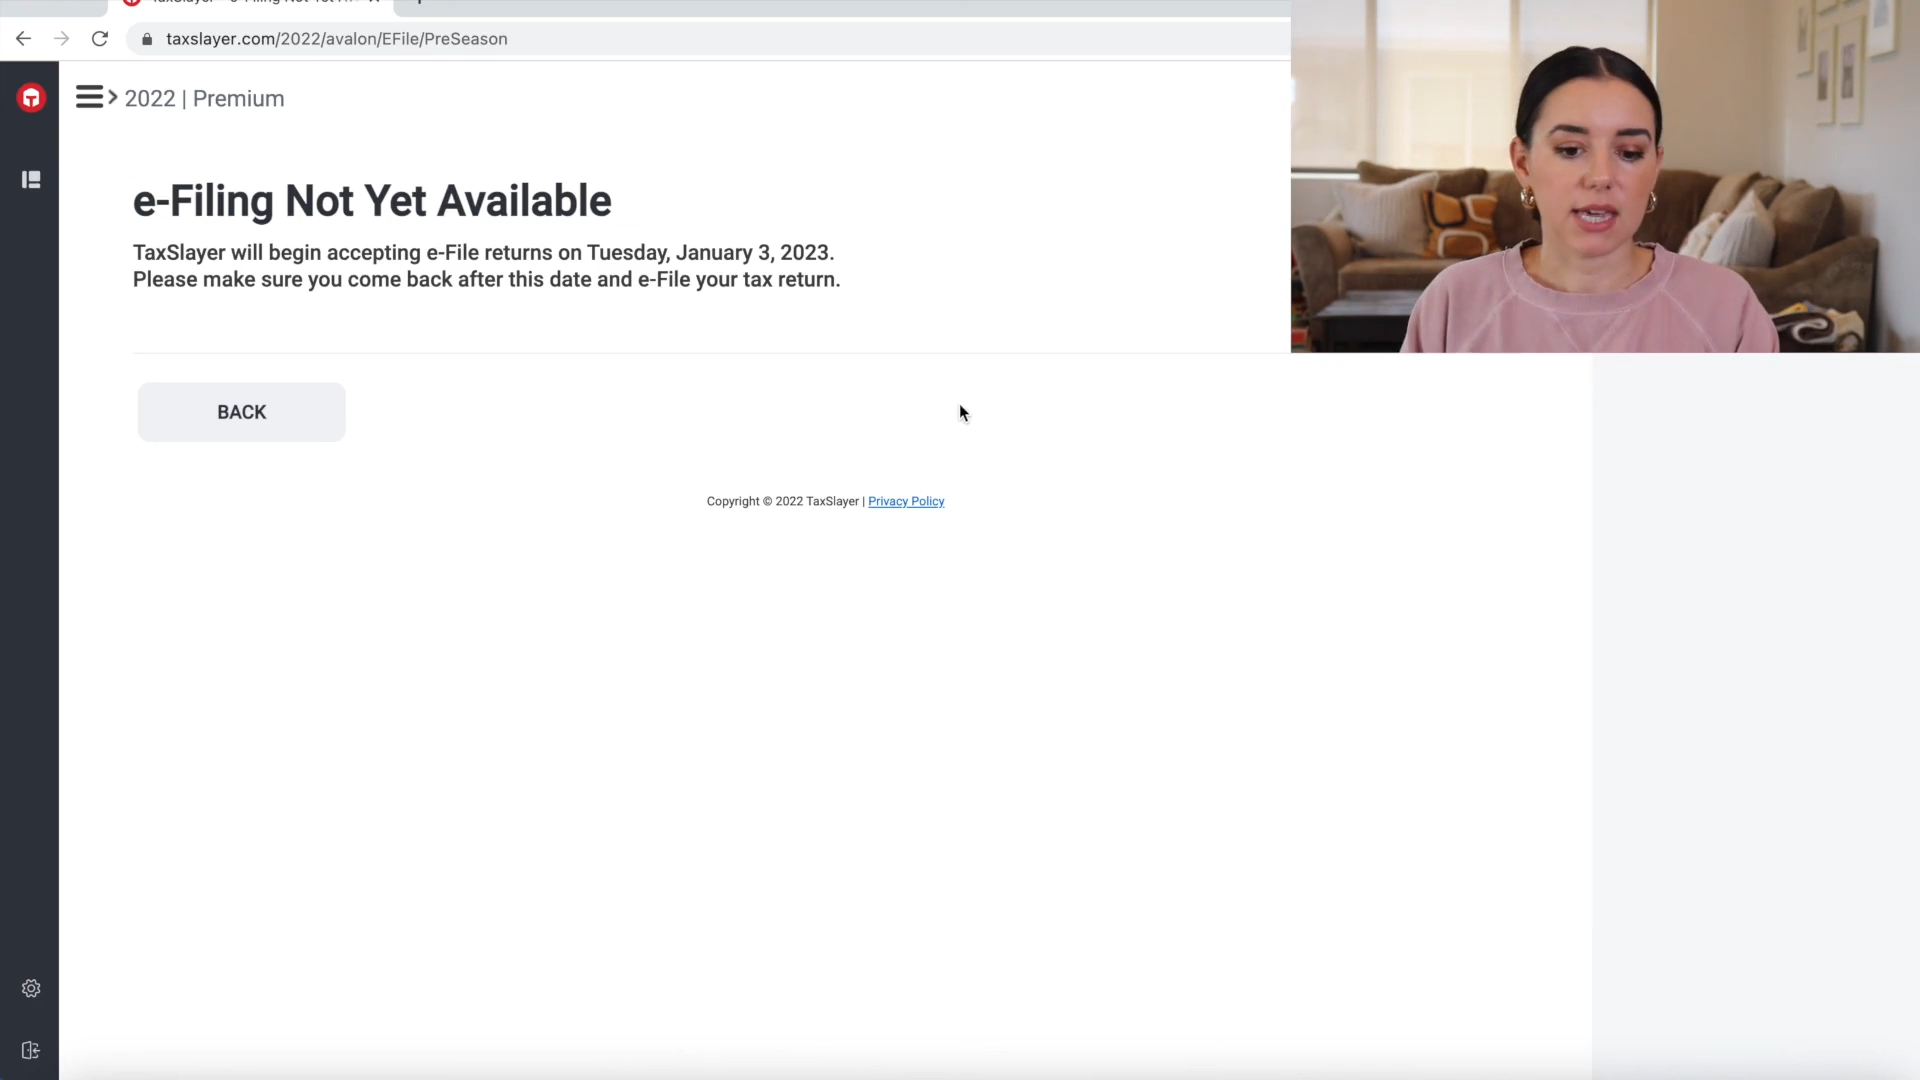 taxslayer.com/2022/avalon/EFile/PreSeason
2022 | Premium
e-Filing Not Yet Available
TaxSlayer will begin accepting e-File returns on Tuesday, January 3, 2023.
Please make sure you come back after this date and e-File your tax return.
BACK
Copyright © 2022 TaxSlayer | Privacy Policy